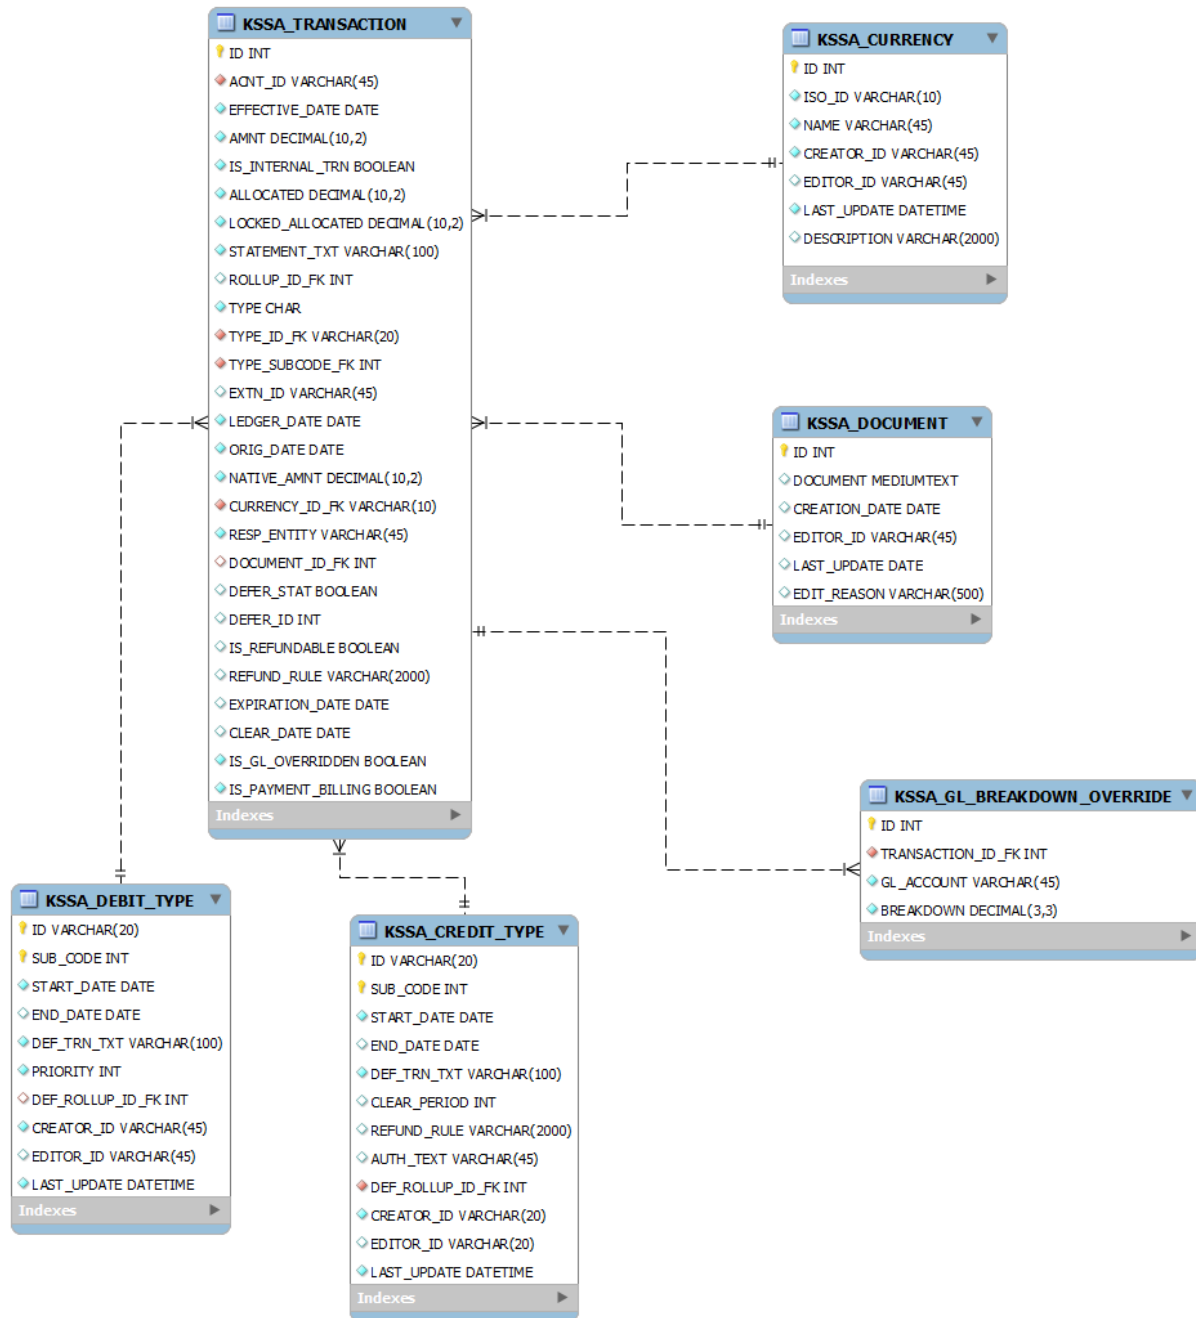 KSSA_TRANSACTION
ID INT
ACNT_ID VARCHAR(45)
EFFECTIVE_DATE DATE
AMNT DECIMAL(10,2)
IS_INTERNAL_TRN BOOLEAN
ALLOCATED DECIMAL(10,2)
LOCKED_ALLOCATED DECIMAL(10,2)
STATEMENT_TXT VARCHAR(100)
ROLLUP_ID_FK INT
TYPE CHAR
TYPE_ID_FK VARCHAR(20)
TYPE_SUBCODE_FK INT
EXTN_ID VARCHAR(45)
LEDGER_DATE DATE
ORIG_DATE DATE
NATIVE_AMNT DECIMAL(10,2)
CURRENCY_ID_FK VARCHAR(10)
RESP_ENTITY VARCHAR(45)
DOCUMENT_ID_FK INT
DEFER_STAT BOOLEAN
DEFER_ID INT
IS_REFUNDABLE BOOLEAN
REFUND_RULE VARCHAR(2000)
EXPIRATION_DATE DATE
CLEAR_DATE DATE
IS_GL_OVERRIDDEN BOOLEAN
IS_PAYMENT_BILLING BOOLEAN
Indexes
KSSA_CURRENCY
ID INT
ISO_ID VARCHAR(10)
NAME VARCHAR(45)
CREATOR_ID VARCHAR(45)
EDITOR_ID VARCHAR(45)
LAST_UPDATE DATETIME
DESCRIPTION VARCHAR(2000)
Indexes
KSSA_DOCUMENT
ID INT
DOCUMENT MEDIUMTEXT
CREATION_DATE DATE
EDITOR_ID VARCHAR(45)
LAST_UPDATE DATE
EDIT_REASON VARCHAR(500)
Indexes
KSSA_GL_BREAKDOWN_OVERRIDE
ID INT
TRANSACTION_ID_FK INT
GL_ACCOUNT VARCHAR(45)
BREAKDOWN DECIMAL(3,3)
Indexes
KSSA_DEBIT_TYPE
ID VARCHAR(20)
SUB_CODE INT
START_DATE DATE
END_DATE DATE
DEF_TRN_TXT VARCHAR(100)
PRIORITY INT
DEF_ROLLUP_ID_FK INT
CREATOR_ID VARCHAR(45)
EDITOR_ID VARCHAR(45)
LAST_UPDATE DATETIME
Indexes
KSSA_CREDIT_TYPE
ID VARCHAR(20)
SUB_CODE INT
START_DATE DATE
END_DATE DATE
DEF_TRN_TXT VARCHAR(100)
CLEAR_PERIOD INT
REFUND_RULE VARCHAR(2000)
AUTH_TEXT VARCHAR(45)
DEF_ROLLUP_ID_FK INT
CREATOR_ID VARCHAR(20)
EDITOR_ID VARCHAR(20)
LAST_UPDATE DATETIME
Indexes